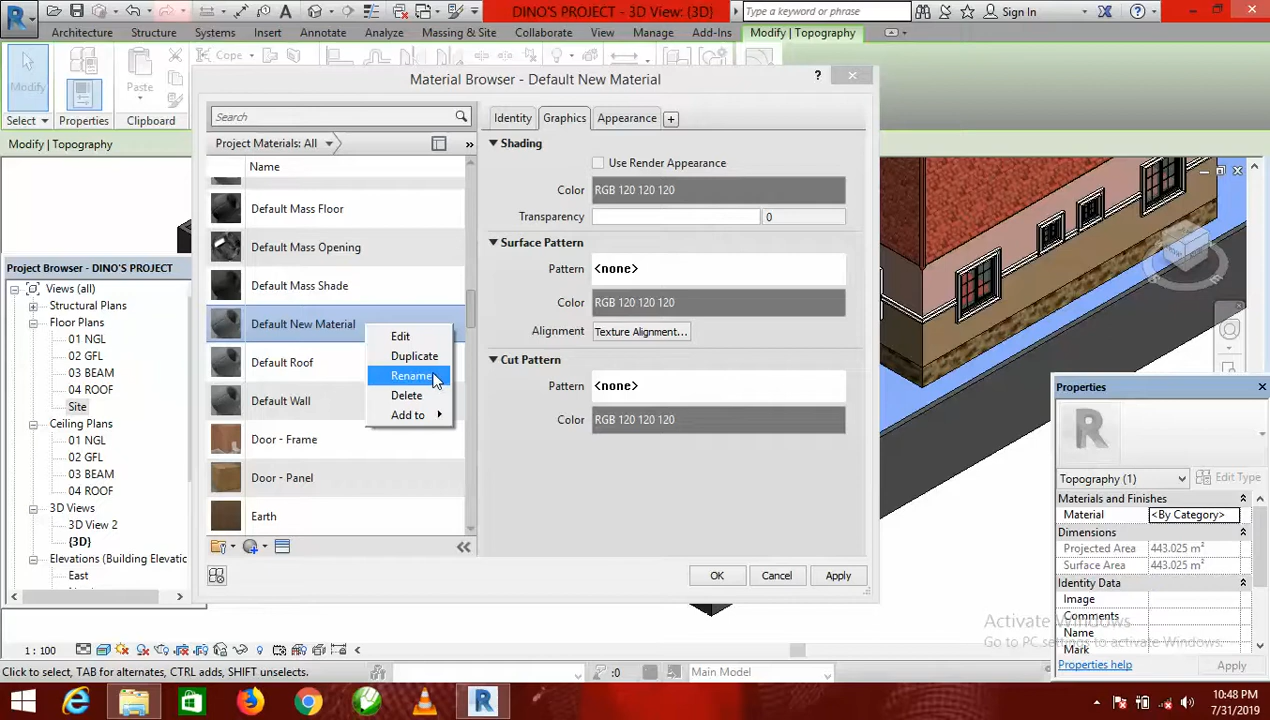 DINO'S PROJECT - 3D View: {3D}
Type a keyword or phrase
Sign In
Architecture Structure Systems Insert Annotate Analyze Massing & Site Collaborate View Manage Add-Ins Modify | Topography
Modify
Select
Properties
Paste
Clipboard
Cope
Modify | Topography
Material Browser - Default New Material
Search
Project Materials: All
Name
Default Mass Floor
Default Mass Opening
Default Mass Shade
Default New Material
Default Roof
Default Wall
Door - Frame
Door - Panel
Earth
Edit
Duplicate
Rename
Delete
Add to
Identity Graphics Appearance
Shading
Use Render Appearance
Color RGB 120 120 120
Transparency 0
Surface Pattern
Pattern <none>
Color RGB 120 120 120
Alignment Texture Alignment...
Cut Pattern
Pattern <none>
Color RGB 120 120 120
OK Cancel Apply
Project Browser - DINO'S PROJECT
Views (all)
Structural Plans
Floor Plans
01 NGL
02 GFL
03 BEAM
04 ROOF
Site
Ceiling Plans
01 NGL
02 GFL
03 BEAM
04 ROOF
3D Views
3D View 2
{3D}
Elevations (Building Elevatic
East
Properties
Topography (1) Edit Type
Materials and Finishes
Material <By Category>
Dimensions
Projected Area 443.025 m²
Surface Area 443.025 m²
Identity Data
Image
Comments
Name
Mark
Properties help Apply
Activate Windows
Go to PC settings to activate Windows.
1 : 100
Click to select, TAB for alternates, CTRL adds, SHIFT unselects.
:0
Main Model
10:48 PM
7/31/2019